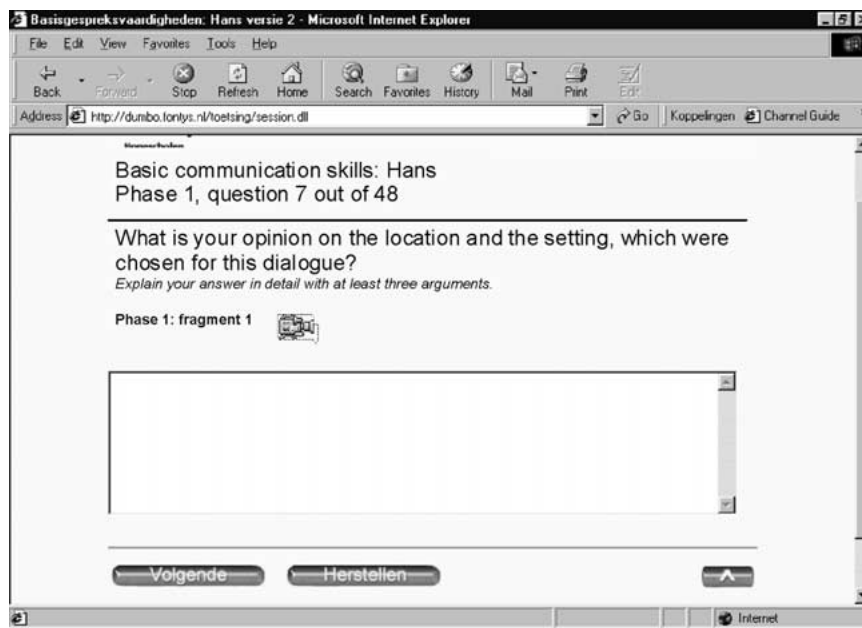 Basisgespreksvaardigheden: Hans versie 2 - Microsoft Internet Explorer
File Edit View Favorites Tools Help
Back Forward Stop Refresh Home Search Favorites History Mail Print Edit
Address http://dumbo.fontys.nl/toetsing/session.dll Go Koppelingen Channel Guide
Hogescholen
Basic communication skills: Hans
Phase 1, question 7 out of 48
What is your opinion on the location and the setting, which were
chosen for this dialogue?
Explain your answer in detail with at least three arguments.
Phase 1: fragment 1
Volgende Herstellen
Internet